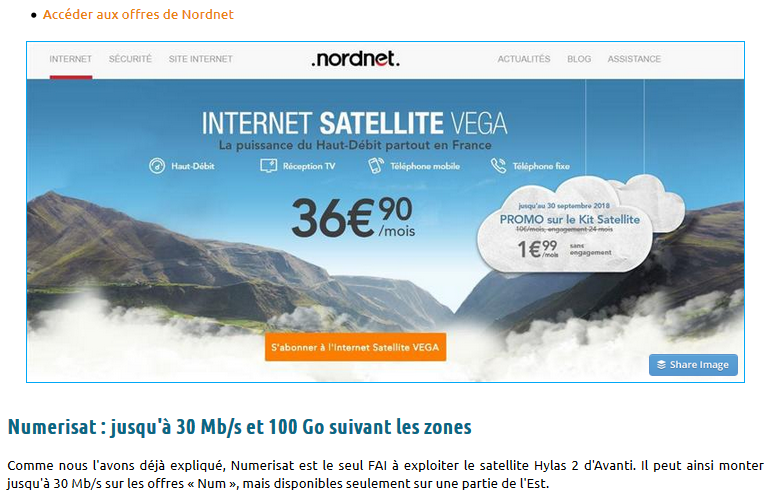 Accéder aux offres de Nordnet
INTERNET SÉCURITÉ SITE INTERNET .nordnet. ACTUALITÉS BLOG ASSISTANCE
INTERNET SATELLITE VEGA
La puissance du Haut-Débit partout en France
Haut-Débit Réception TV Téléphone mobile Téléphone fixe
36€90 /mois
jusqu'au 30 septembre 2018
PROMO sur le Kit Satellite
10€/mois, engagement 24 mois
1€99 /mois sans engagement
S'abonner à l'Internet Satellite VEGA
Share Image
Numerisat : jusqu'à 30 Mb/s et 100 Go suivant les zones
Comme nous l'avons déjà expliqué, Numerisat est le seul FAI à exploiter le satellite Hylas 2 d'Avanti. Il peut ainsi monter
jusqu'à 30 Mb/s sur les offres « Num », mais disponibles seulement sur une partie de l'Est.